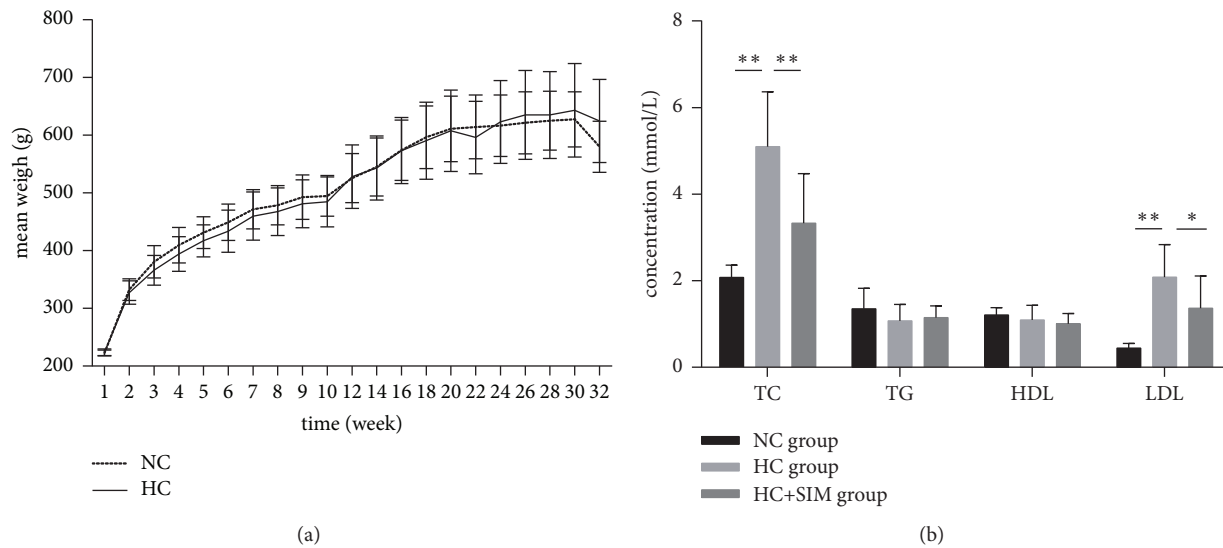 800
700
600
500
400
300
200
mean weigh (g)
1 2 3 4 5 6 7 8 9 10 12 14 16 18 20 22 24 26 28 30 32
time (week)
NC
HC
(a)
8
6
4
2
0
concentration (mmol/L)
** **
** *
TC TG HDL LDL
NC group
HC group
HC+SIM group
(b)